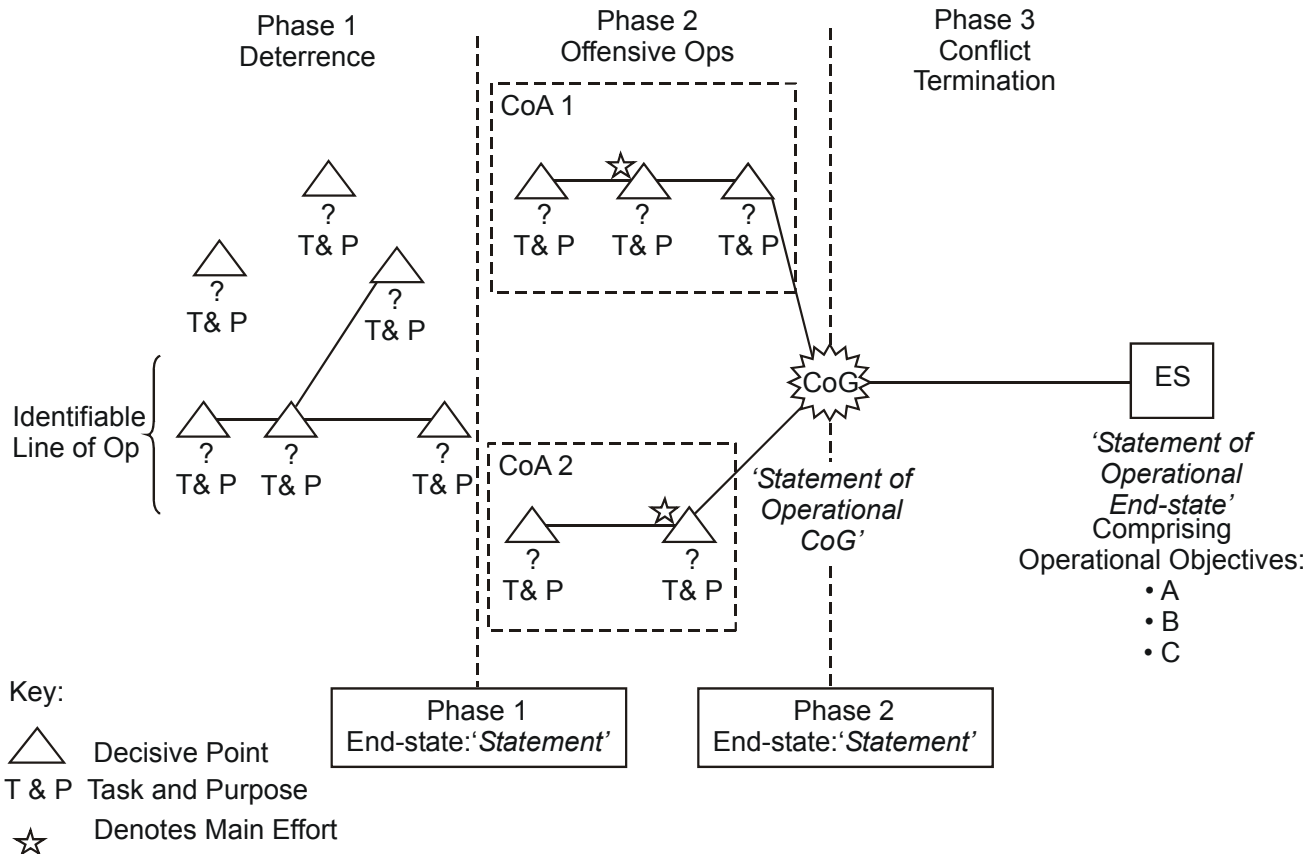 Phase 1
Deterrence
Phase 2
Offensive Ops
Phase 3
Conflict
Termination
CoA 1
?
T& P
?
T& P
?
T& P
?
T& P
?
T& P
?
T& P
Identifiable
Line of Op
?
T& P
?
T& P
?
T& P
CoA 2
?
T& P
?
T& P
CoG
‘Statement of
Operational
CoG’
ES
‘Statement of
Operational
End-state’
Comprising
Operational Objectives:
• A
• B
• C
Phase 1
End-state:‘Statement’
Phase 2
End-state:‘Statement’
Key:
Decisive Point
T & P Task and Purpose
Denotes Main Effort